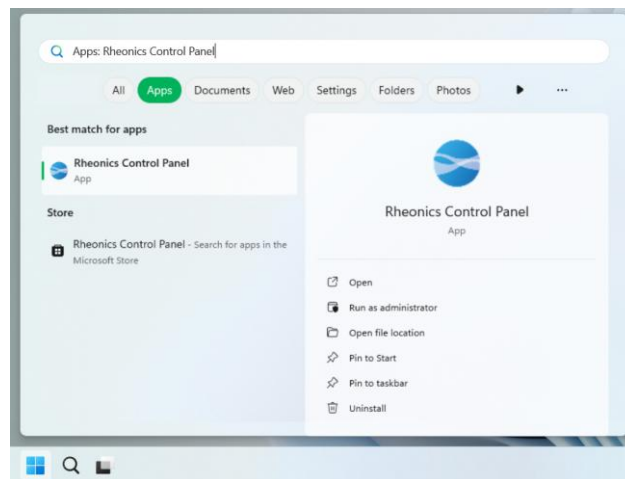 Apps: Rheonics Control Panel
All Apps Documents Web Settings Folders Photos ...
Best match for apps
Rheonics Control Panel
App
Store
Rheonics Control Panel - Search for apps in the
Microsoft Store
Rheonics Control Panel
App
Open
Run as administrator
Open file location
Pin to Start
Pin to taskbar
Uninstall